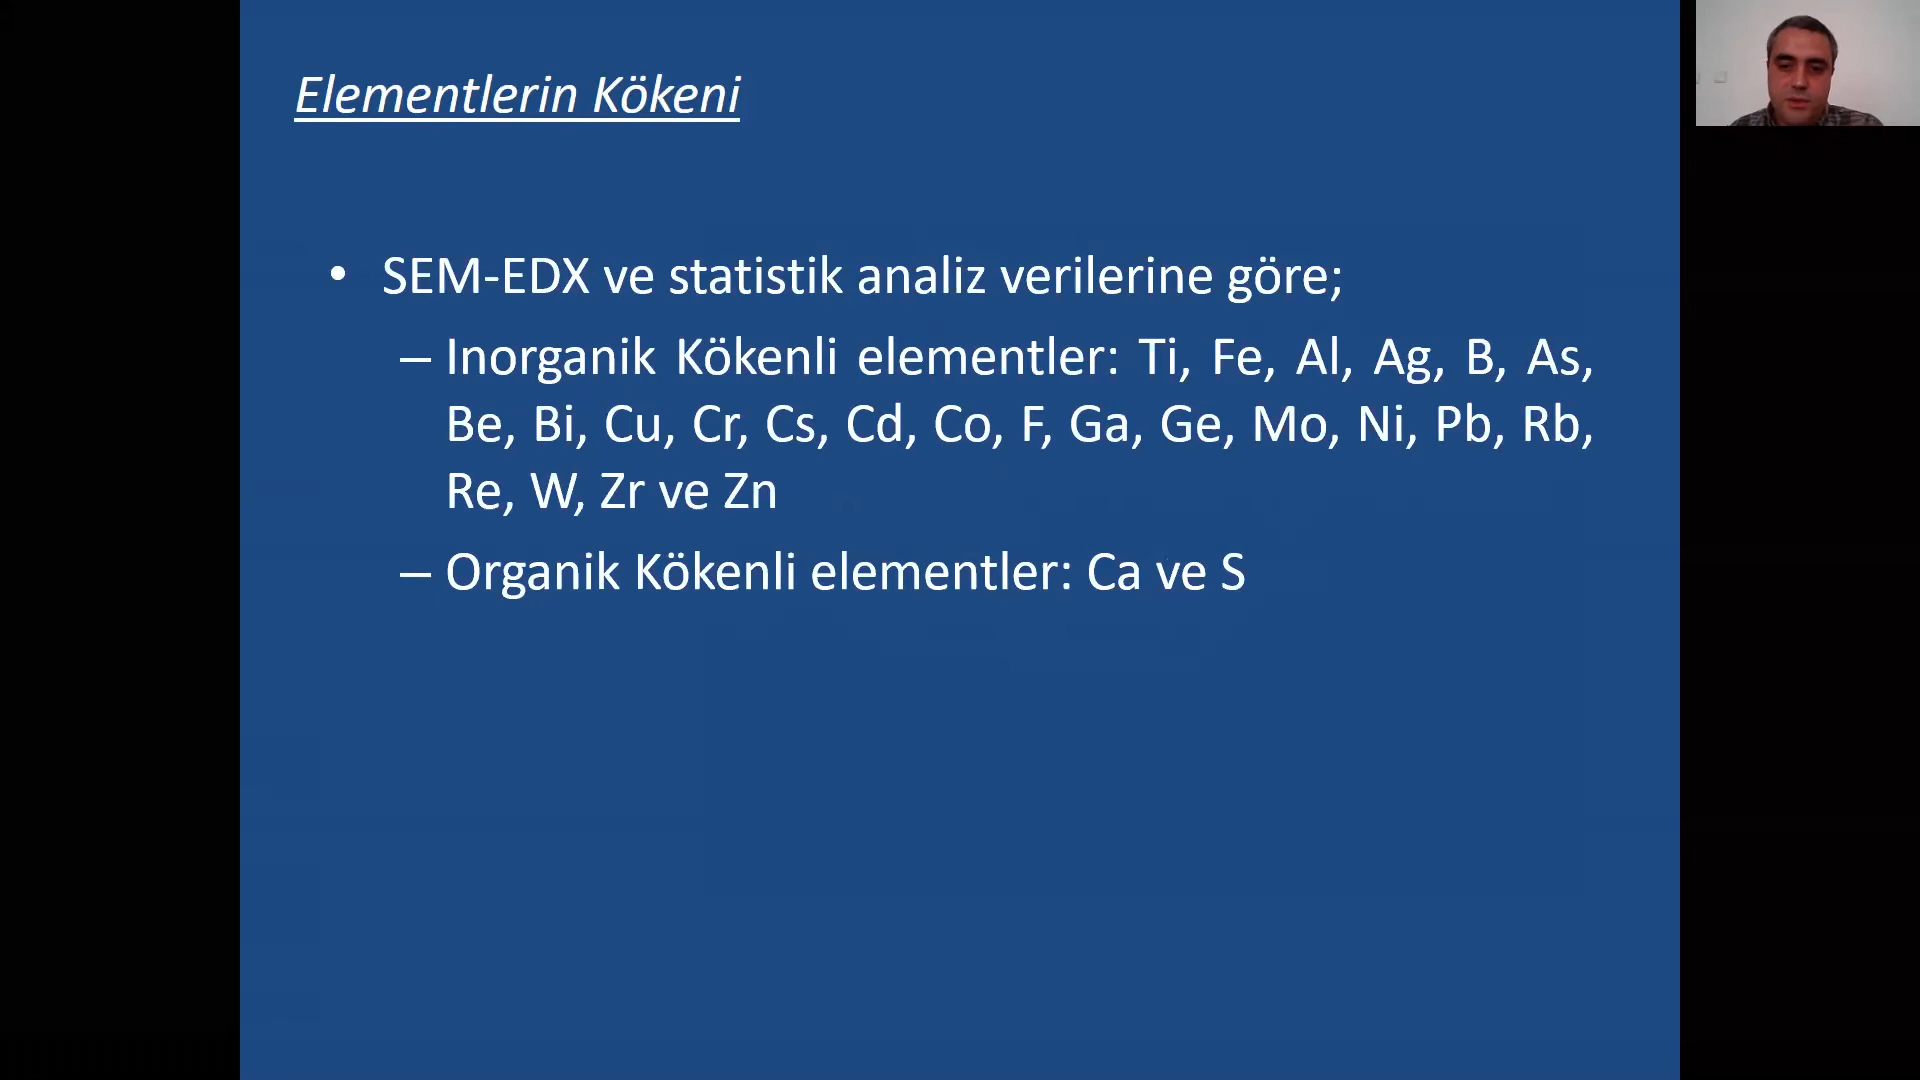 Elementlerin Kökeni
• SEM-EDX ve statistik analiz verilerine göre;
– Inorganik Kökenli elementler: Ti, Fe, Al, Ag, B, As,
Be, Bi, Cu, Cr, Cs, Cd, Co, F, Ga, Ge, Mo, Ni, Pb, Rb,
Re, W, Zr ve Zn
– Organik Kökenli elementler: Ca ve S